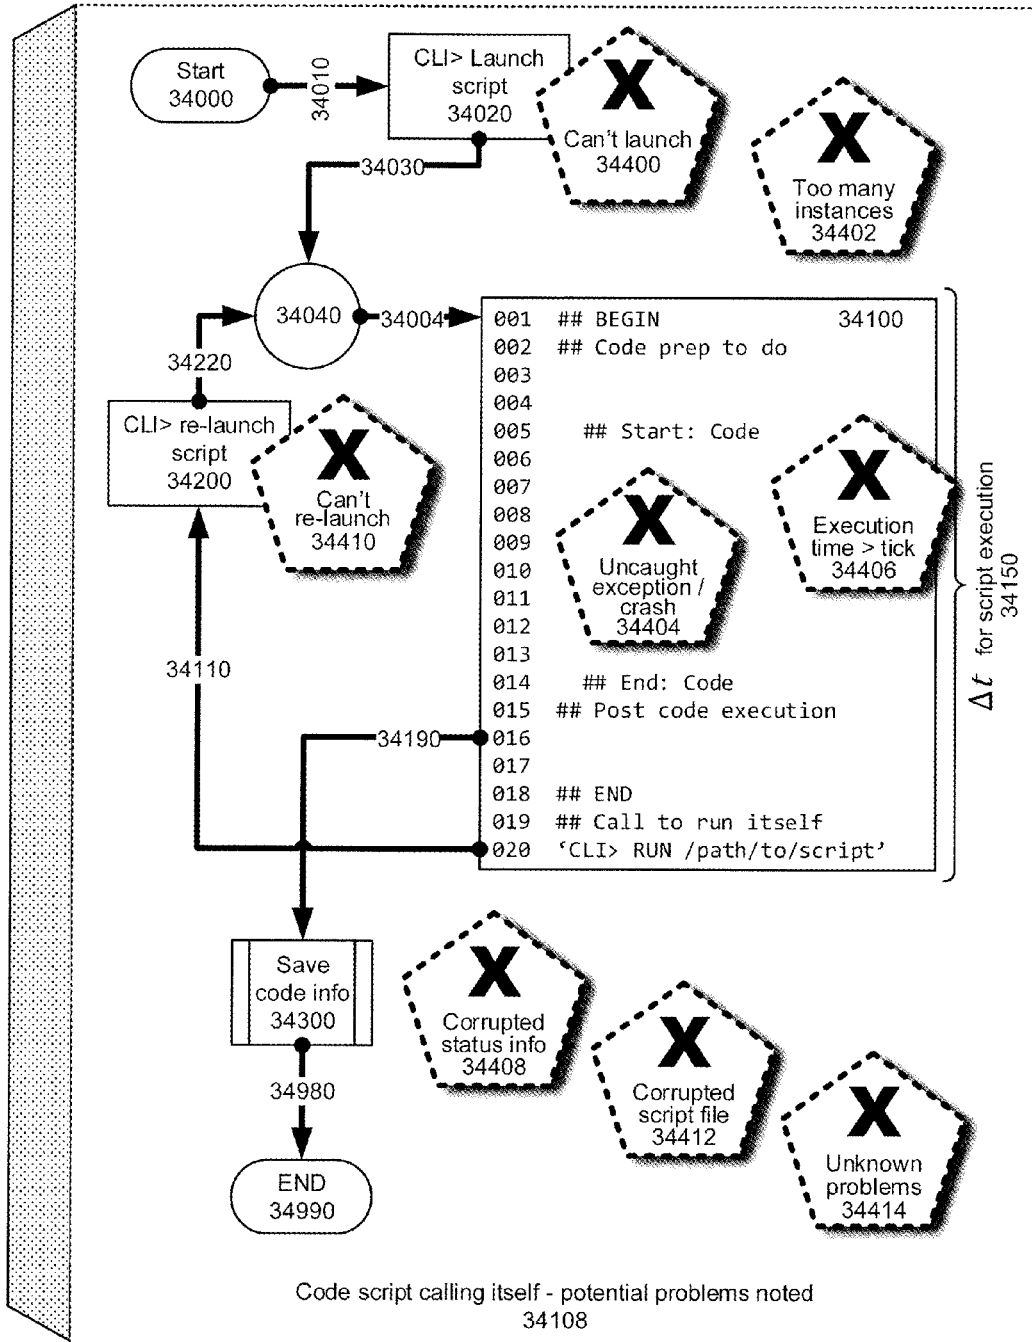 Start
34000
34010
CLI> Launch
script
34020
Can't launch
34400
Too many
instances
34402
34030
34040
34004
34220
CLI> re-launch
script
34200
Can't
re-launch
34410
34110
001 ## BEGIN 34100
002 ## Code prep to do
003
004
005 ## Start: Code
006
007
008
009
010
011
012
013
014 ## End: Code
015 ## Post code execution
016
017
018 ## END
019 ## Call to run itself
020 ‘CLI> RUN /path/to/script’
Uncaught
exception /
crash
34404
Execution
time > tick
34406
Δt for script execution
34150
34190
Save
code info
34300
34980
END
34990
Corrupted
status info
34408
Corrupted
script file
34412
Unknown
problems
34414
Code script calling itself - potential problems noted
34108